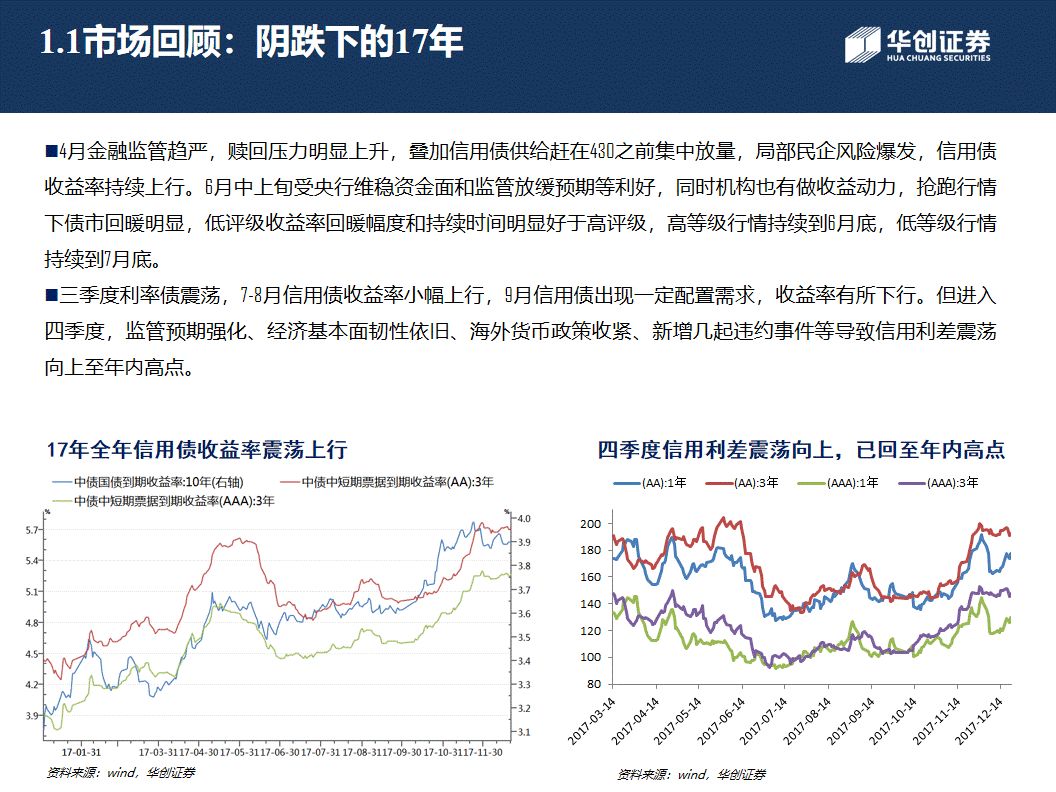 1.1市场回顾：阴跌下的17年
华创证券
HUA CHUANG SECURITIES
■4月金融监管趋严，赎回压力明显上升，叠加信用债供给赶在430之前集中放量，局部民企风险爆发，信用债
收益率持续上行。6月中上旬受央行维稳资金面和监管放缓预期等利好，同时机构也有做收益动力，抢跑行情
下债市回暖明显，低评级收益率回暖幅度和持续时间明显好于高评级，高等级行情持续到6月底，低等级行情
持续到7月底。
■三季度利率债震荡，7-8月信用债收益率小幅上行，9月信用债出现一定配置需求，收益率有所下行。但进入
四季度，监管预期强化、经济基本面韧性依旧、海外货币政策收紧、新增几起违约事件等导致信用利差震荡
向上至年内高点。
17年全年信用债收益率震荡上行
中债国债到期收益率:10年(右轴)
中债中短期票据到期收益率(AA):3年
中债中短期票据到期收益率(AAA):3年
%
%
5.7
5.4
5.1
4.8
4.5
4.2
3.9
4.0
3.9
3.8
3.7
3.6
3.5
3.4
3.3
3.2
3.1
17-01-31
17-03-31
17-04-30
17-05-31
17-06-30
17-07-31
17-08-31
17-09-30
17-10-31
17-11-30
资料来源：wind，华创证券
四季度信用利差震荡向上，已回至年内高点
(AA):1年
(AA):3年
(AAA):1年
(AAA):3年
200
180
160
140
120
100
80
2017-03-14
2017-04-14
2017-05-14
2017-06-14
2017-07-14
2017-08-14
2017-09-14
2017-10-14
2017-11-14
2017-12-14
资料来源：wind，华创证券